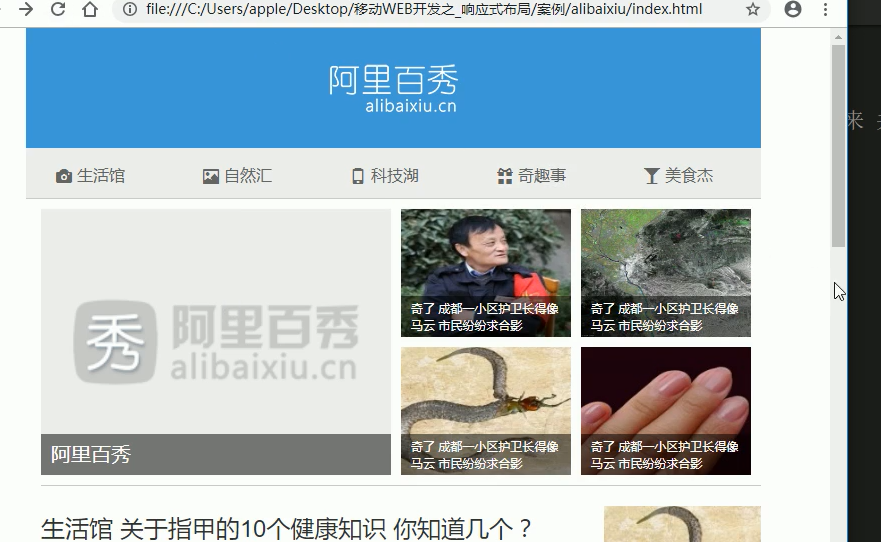 file:///C:/Users/apple/Desktop/移动WEB开发之_响应式布局/案例/alibaixiu/index.html
阿里百秀
alibaixiu.cn
来
生活馆
自然汇
科技湖
奇趣事
美食杰
秀 阿里百秀
alibaixiu.cn
阿里百秀
奇了 成都一小区护卫长得像
马云 市民纷纷求合影
奇了 成都一小区护卫长得像
马云 市民纷纷求合影
奇了 成都一小区护卫长得像
马云 市民纷纷求合影
奇了 成都一小区护卫长得像
马云 市民纷纷求合影
生活馆 关于指甲的10个健康知识 你知道几个？